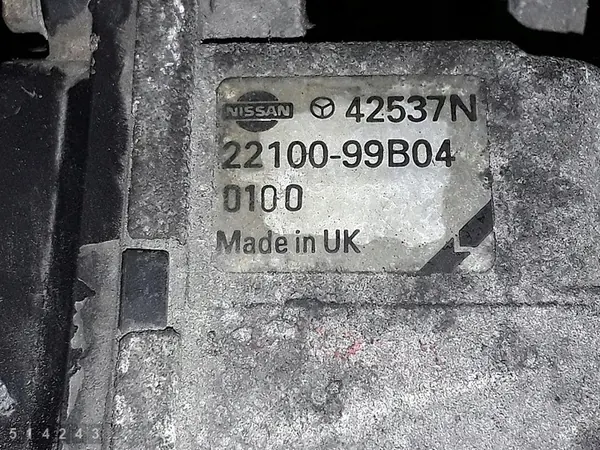 NISSAN 42537N
22100-99B04
0100
Made in UK
L
514243